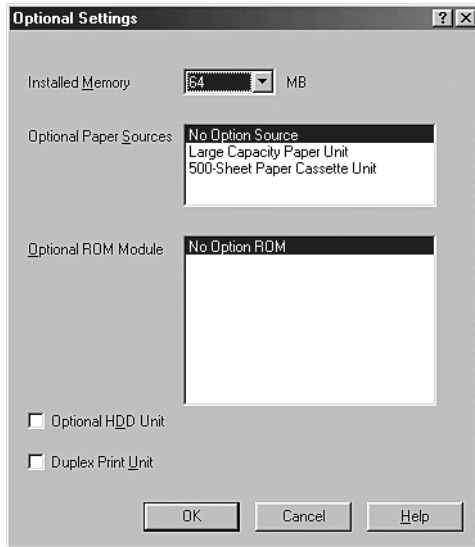 Optional Settings
Installed Memory 64 MB
Optional Paper Sources
No Option Source
Large Capacity Paper Unit
500-Sheet Paper Cassette Unit
Optional ROM Module
No Option ROM
Optional HDD Unit
Duplex Print Unit
OK Cancel Help